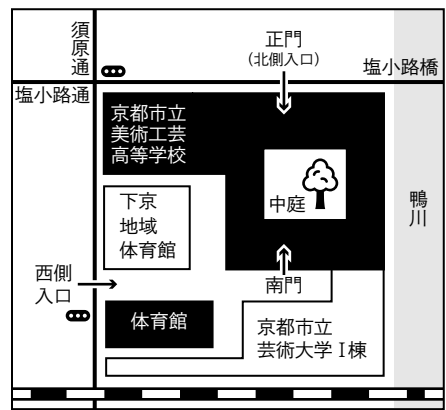 須原通
正門
(北側入口)
塩小路橋
塩小路通
京都市立
美術工芸
高等学校
中庭
鴨川
下京
地域
体育館
西側
入口
南門
体育館
京都市立
芸術大学 I棟